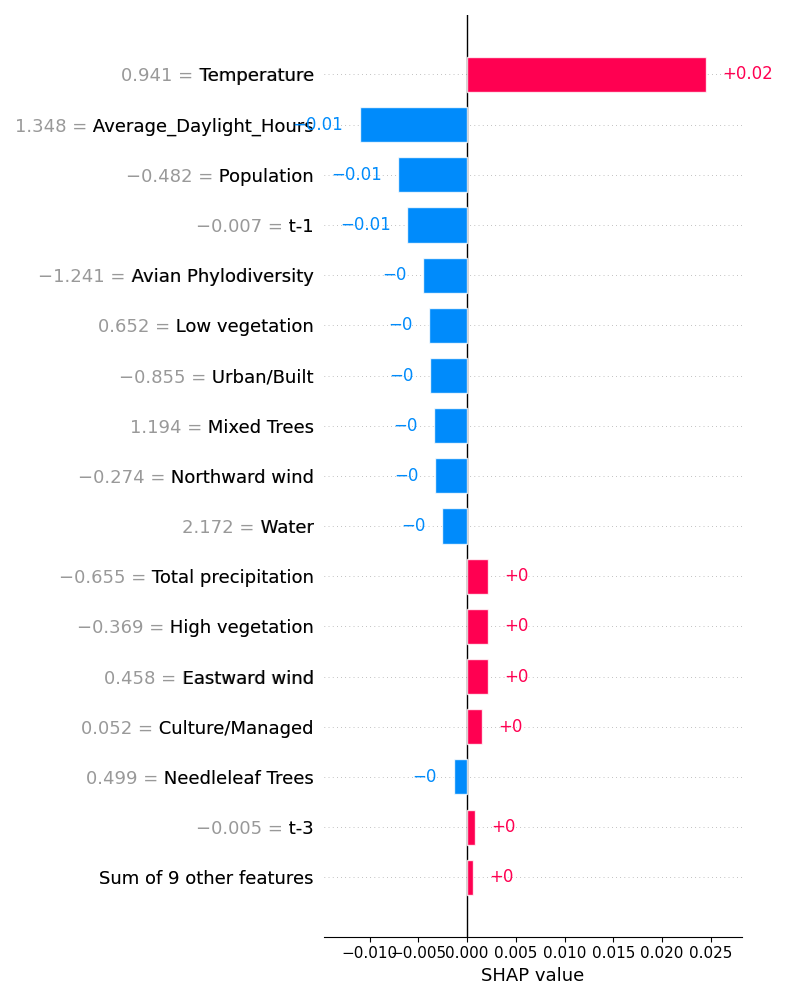 0.941 = Temperature +0.02
1.348 = Average_Daylight_Hours −0.01
−0.482 = Population −0.01
−0.007 = t-1 −0.01
−1.241 = Avian Phylodiversity −0
0.652 = Low vegetation −0
−0.855 = Urban/Built −0
1.194 = Mixed Trees −0
−0.274 = Northward wind −0
2.172 = Water −0
−0.655 = Total precipitation +0
−0.369 = High vegetation +0
0.458 = Eastward wind +0
0.052 = Culture/Managed +0
0.499 = Needleleaf Trees −0
−0.005 = t-3 +0
Sum of 9 other features +0
−0.010 −0.005 0.000 0.005 0.010 0.015 0.020 0.025
SHAP value